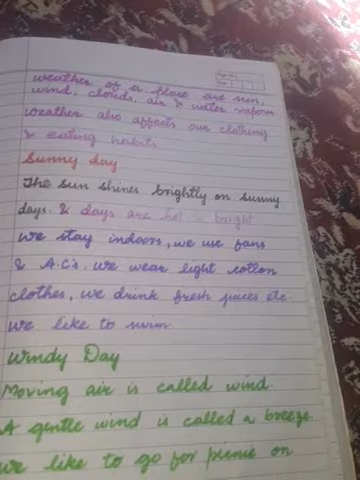 weather of a place are sun,
wind, clouds, air & water vapour
weather also affects our clothing
& eating habits
Sunny day
The sun shines brightly on sunny
days. & days are hot & bright
we stay indoors, we use fans
& A.C's. we wear light cotton
clothes, we drink fresh juices etc
we like to swim
Windy Day
Moving air is called wind.
A gentle wind is called a breeze.
we like to go for picnic on